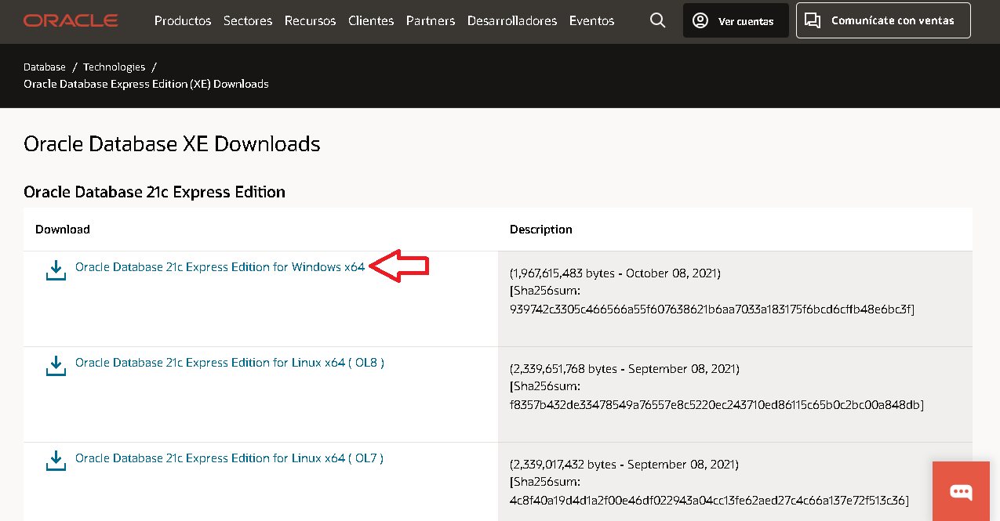 ORACLE
Productos Sectores Recursos Clientes Partners Desarrolladores Eventos
Ver cuentas
Comunícate con ventas
Database / Technologies /
Oracle Database Express Edition (XE) Downloads
Oracle Database XE Downloads
Oracle Database 21c Express Edition
Download Description
Oracle Database 21c Express Edition for Windows x64
(1,967,615,483 bytes - October 08, 2021)
[Sha256sum:
939742c3305c466566a55f607638621b6aa7033a183175f6bcd6cffb48e6bc3f]
Oracle Database 21c Express Edition for Linux x64 ( OL8 )
(2,339,651,768 bytes - September 08, 2021)
[Sha256sum:
f8357b432de33478549a76557e8c5220ec243710ed86115c65b0c2bc00a848db]
Oracle Database 21c Express Edition for Linux x64 ( OL7 )
(2,339,017,432 bytes - September 08, 2021)
[Sha256sum:
4c8f40a19d4d1a2f00e46df022943a04cc13fe62aed27c4c66a137e72f513c36]